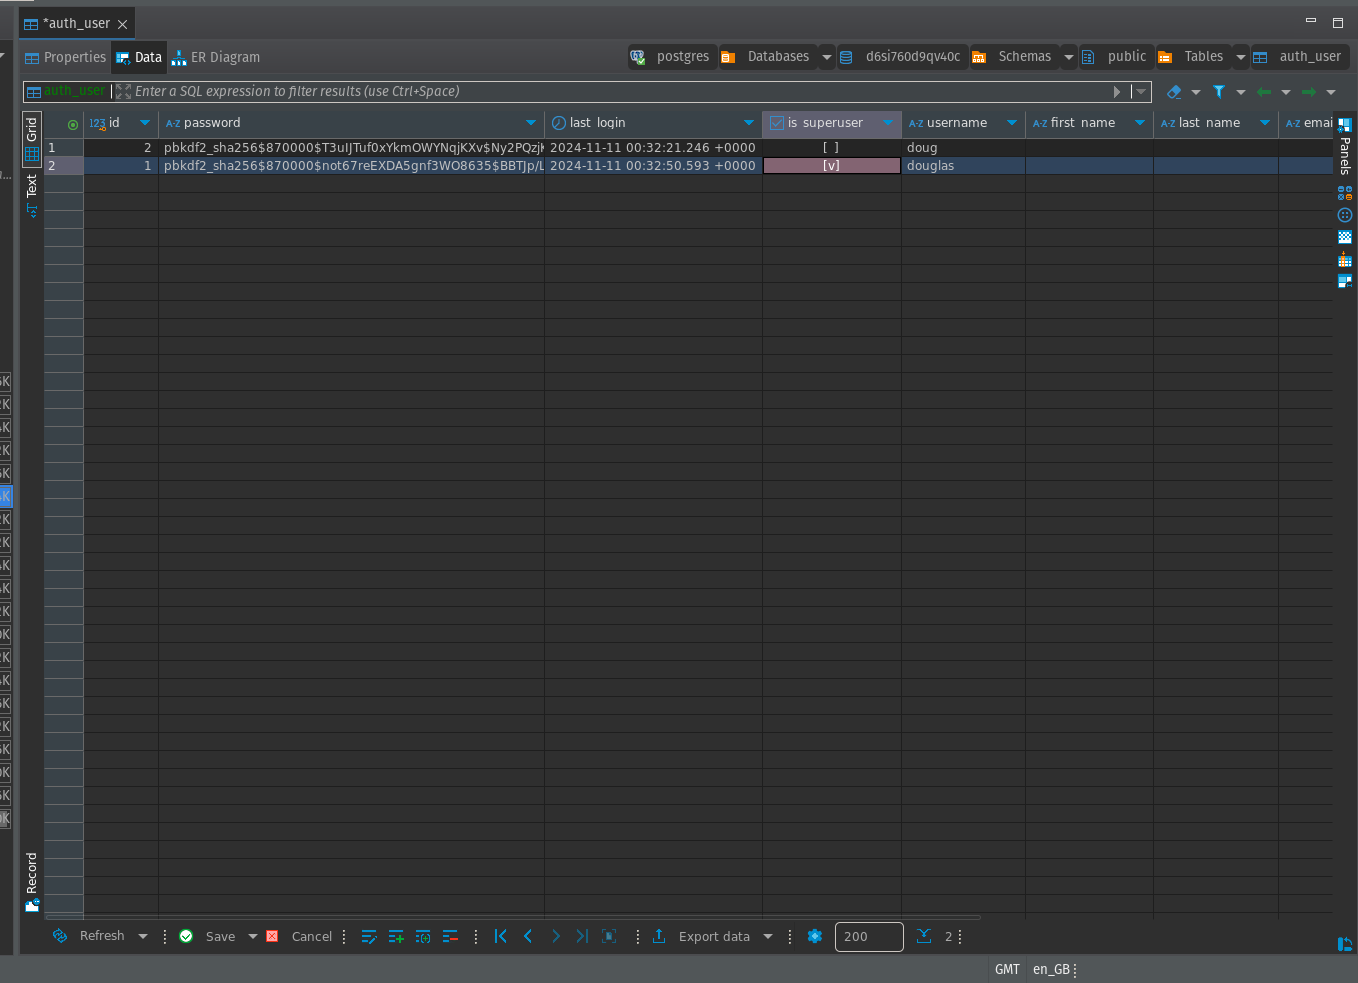 *auth_user
Properties Data ER Diagram
postgres Databases d6si760d9qv40c Schemas public Tables auth_user
auth_user Enter a SQL expression to filter results (use Ctrl+Space)
Grid
Text
Record
Panels
123 id A-Z password last_login is_superuser A-Z username A-Z first_name A-Z last_name A-Z emai
1 2 pbkdf2_sha256$870000$T3uIJTuf0xYkmOWYNqjKXv$Ny2PQzjk 2024-11-11 00:32:21.246 +0000 [ ] doug
2 1 pbkdf2_sha256$870000$not67reEXDA5gnf3WO8635$BBTJp/L 2024-11-11 00:32:50.593 +0000 [v] douglas
Refresh Save Cancel Export data 200 2
GMT en_GB